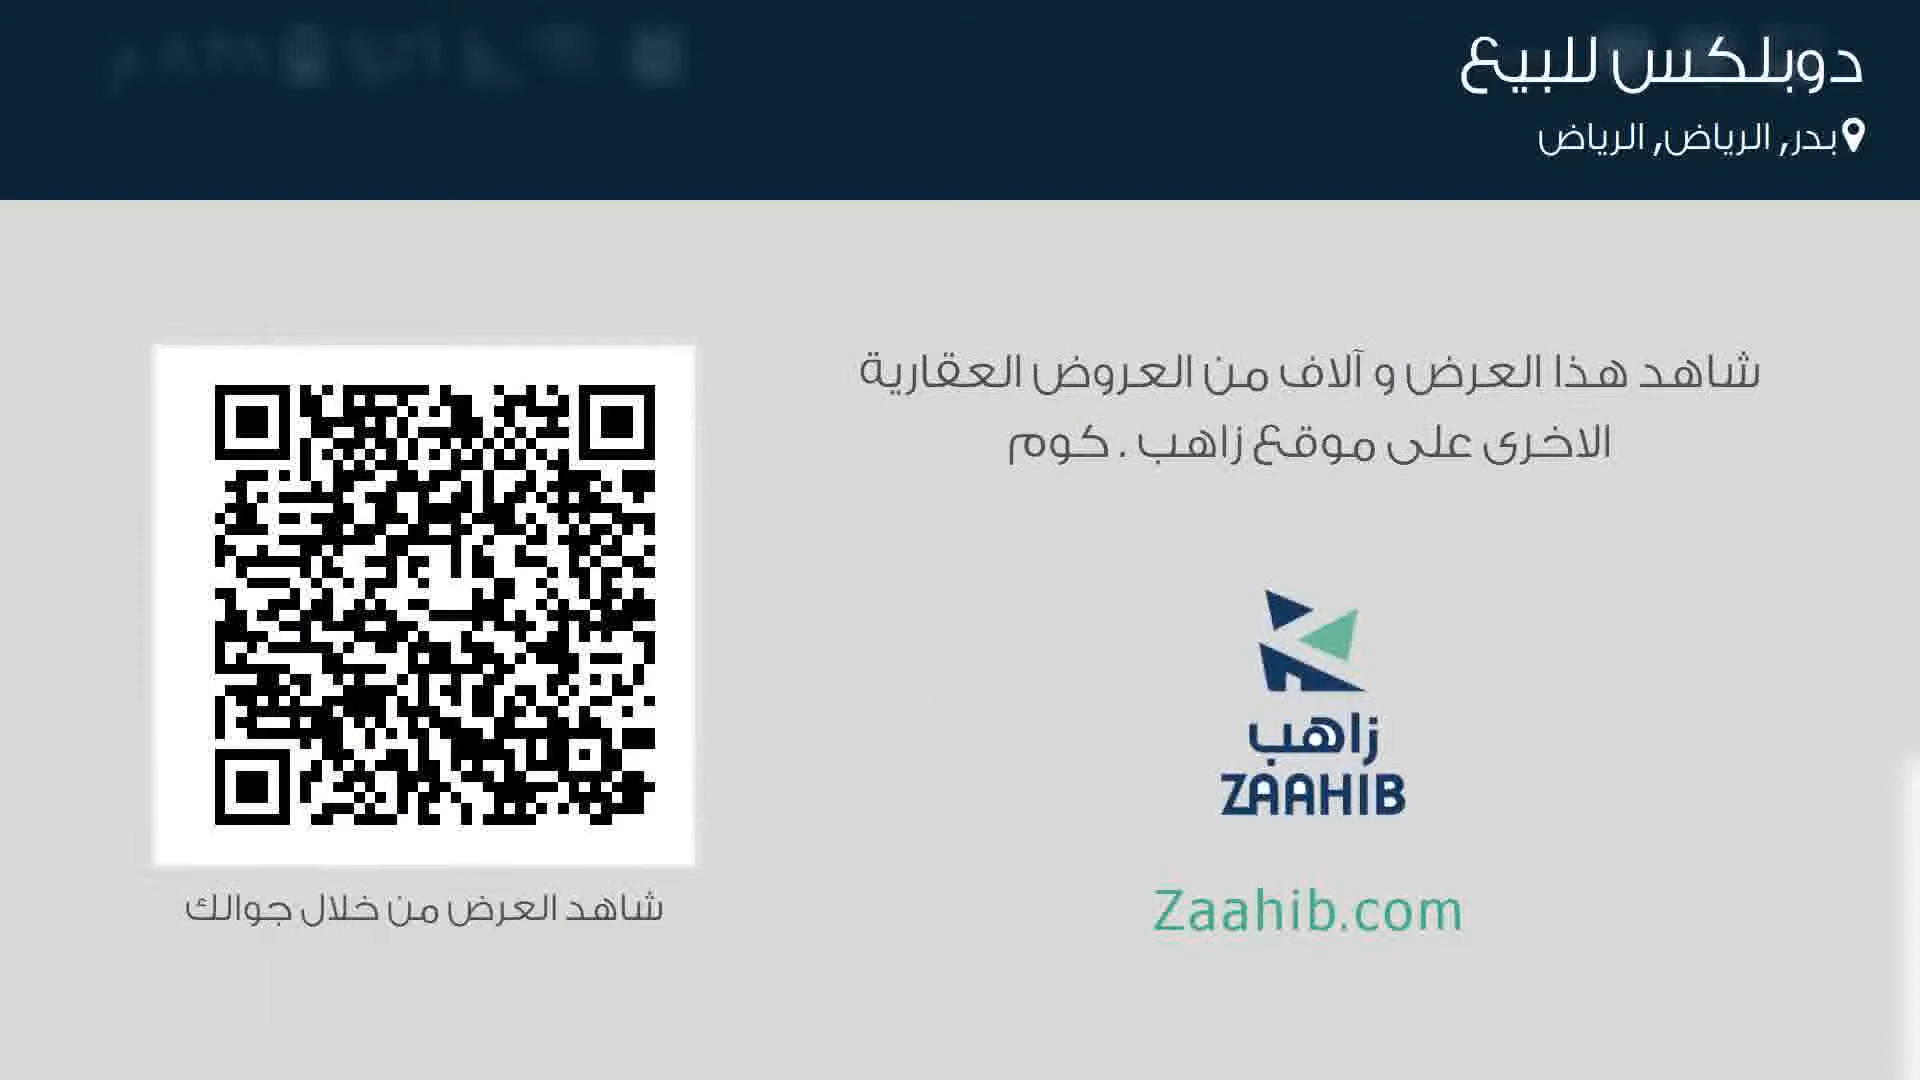 دوبلكس للبيع
بدر, الرياض, الرياض
شاهد هذا العرض و آلاف من العروض العقارية
الاخرى على موقع زاهب . كوم
زاهب
ZAAHIB
Zaahib.com
شاهد العرض من خلال جوالك